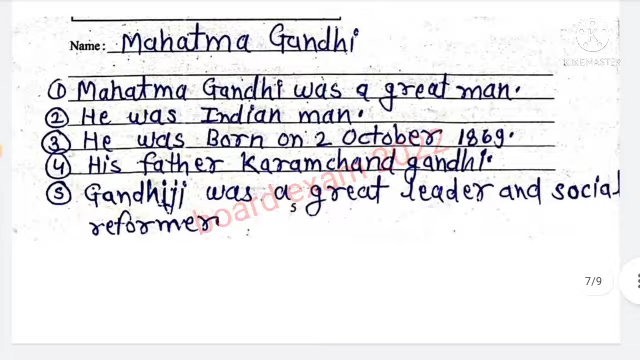 Name: Mahatma Gandhi
① Mahatma Gandhi was a great man.
② He was Indian man.
③ He was Born on 2 October 1869.
④ His father Karamchand gandhi.
⑤ Gandhiji was a great leader and social
reformer
board exam 2022
K
KINEMASTER
7/9